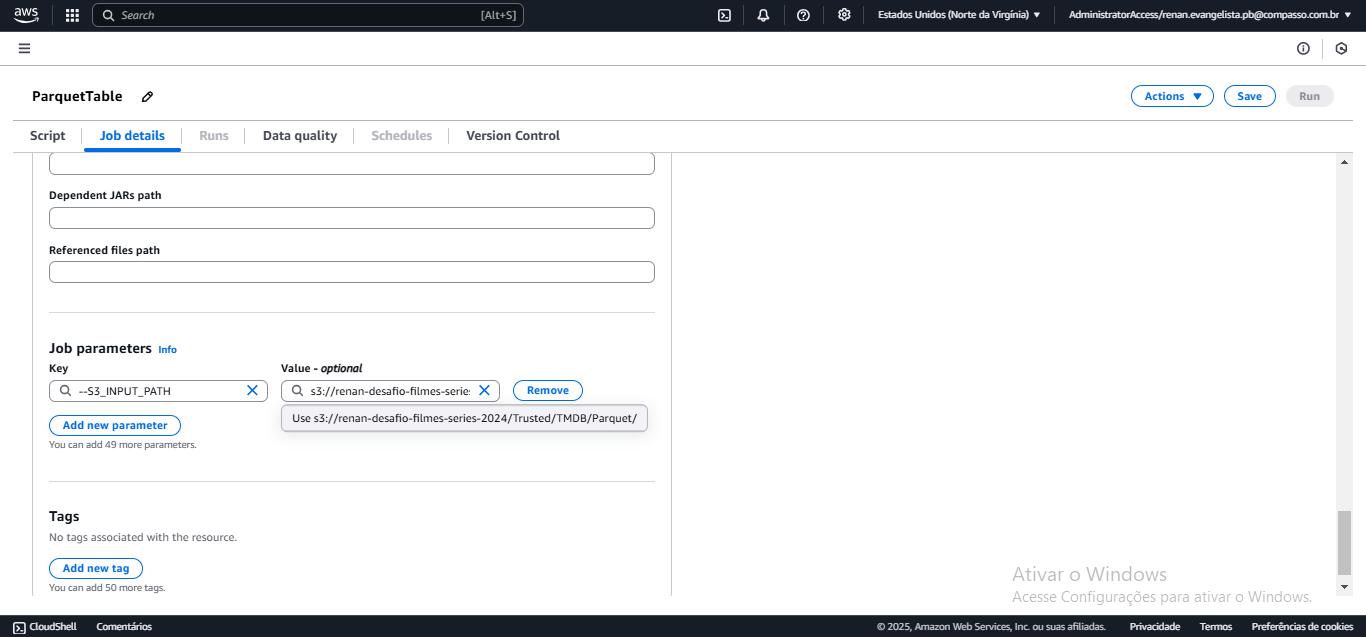 aws Search [Alt+S] Estados Unidos (Norte da Virgínia) AdministratorAccess/renan.evangelista.pb@compasso.com.br
ParquetTable Actions Save Run
Script Job details Runs Data quality Schedules Version Control
Dependent JARs path
Referenced files path
Job parameters Info
Key Value - optional
--S3_INPUT_PATH s3://renan-desafio-filmes-serie Remove
Add new parameter Use s3://renan-desafio-filmes-series-2024/Trusted/TMDB/Parquet/
You can add 49 more parameters.
Tags
No tags associated with the resource.
Add new tag
You can add 50 more tags.
Ativar o Windows
Acesse Configurações para ativar o Windows.
CloudShell Comentários © 2025, Amazon Web Services, Inc. ou suas afiliadas. Privacidade Termos Preferências de cookies